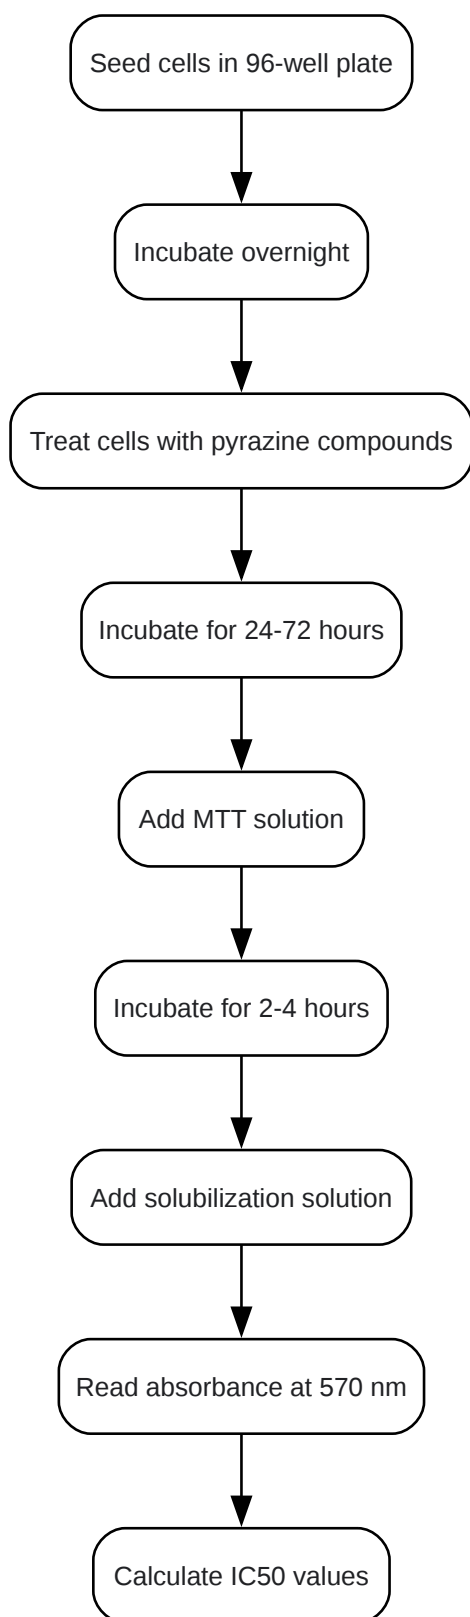 Seed cells in 96-well plate
Incubate overnight
Treat cells with pyrazine compounds
Incubate for 24-72 hours
Add MTT solution
Incubate for 2-4 hours
Add solubilization solution
Read absorbance at 570 nm
Calculate IC50 values